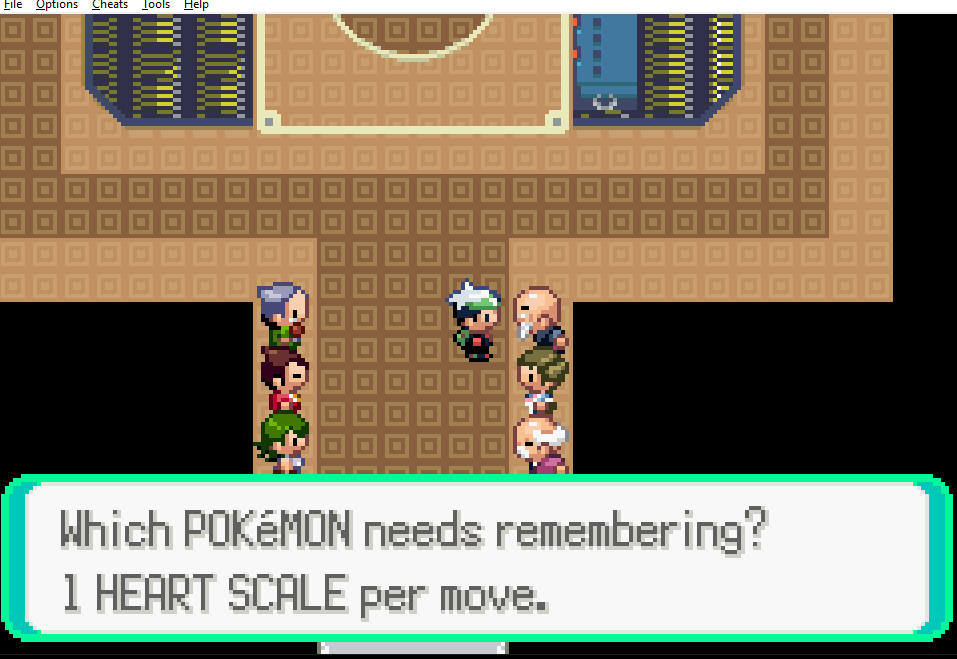 File Options Cheats Tools Help
Which POKéMON needs remembering?
1 HEART SCALE per move.